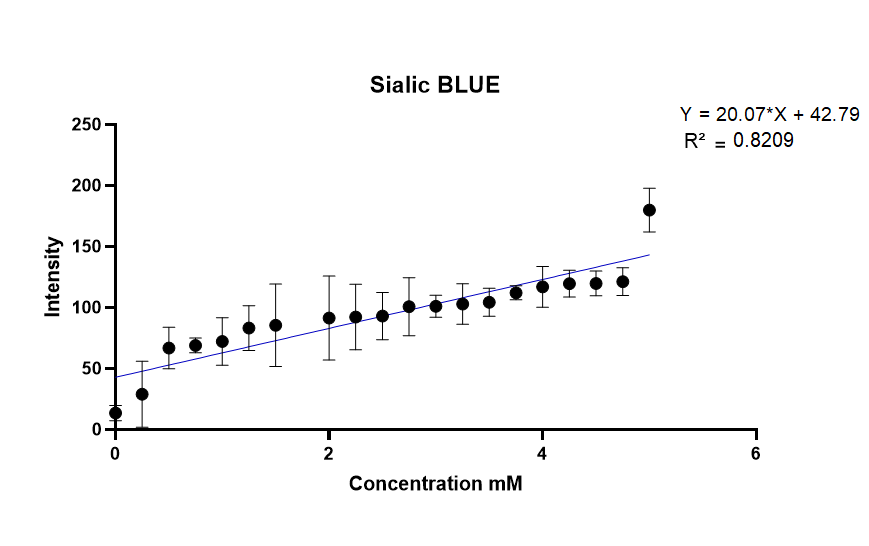 Sialic BLUE
Y = 20.07*X + 42.79
R² = 0.8209
250
200
150
100
50
0
Intensity
0 2 4 6
Concentration mM